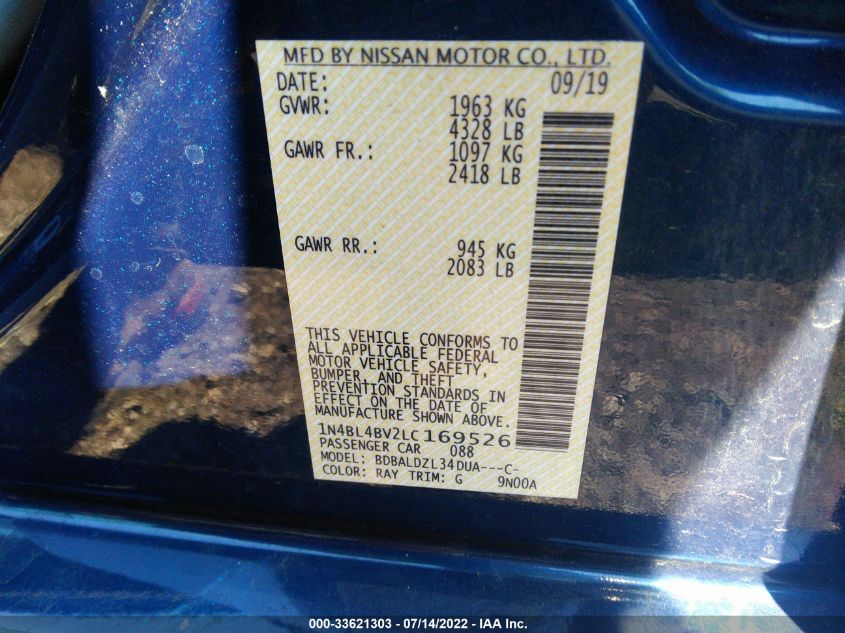 MFD BY NISSAN MOTOR CO., LTD.
DATE: 09/19
GVWR: 1963 KG
4328 LB
GAWR FR.: 1097 KG
2418 LB
GAWR RR.: 945 KG
2083 LB
THIS VEHICLE CONFORMS TO
ALL APPLICABLE FEDERAL
MOTOR VEHICLE SAFETY,
BUMPER, AND THEFT
PREVENTION STANDARDS IN
EFFECT ON THE DATE OF
MANUFACTURE SHOWN ABOVE.
1N4BL4BV2LC169526
PASSENGER CAR 088
MODEL: BDBALDZL34DUA---C-
COLOR: RAY TRIM: G 9N00A
000-33621303 - 07/14/2022 - IAA Inc.